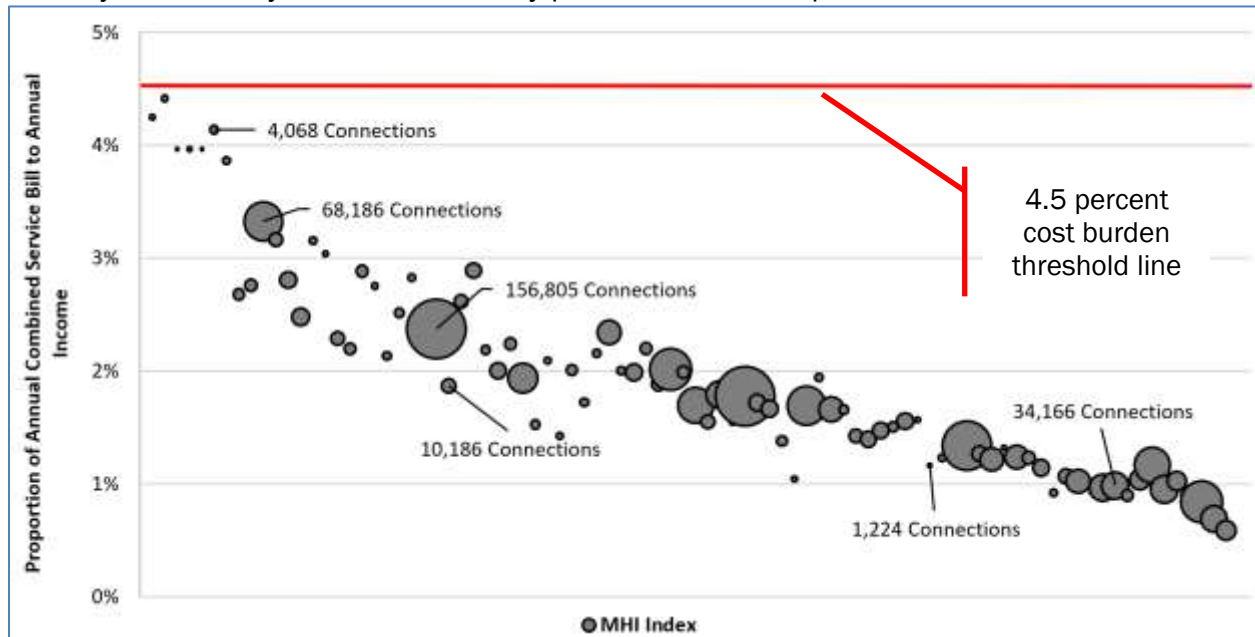 5%
4%
3%
2%
1%
0%
Proportion of Annual Combined Service Bill to Annual
Income
4,068 Connections
68,186 Connections
156,805 Connections
10,186 Connections
34,166 Connections
1,224 Connections
4.5 percent
cost burden
threshold line
MHI Index